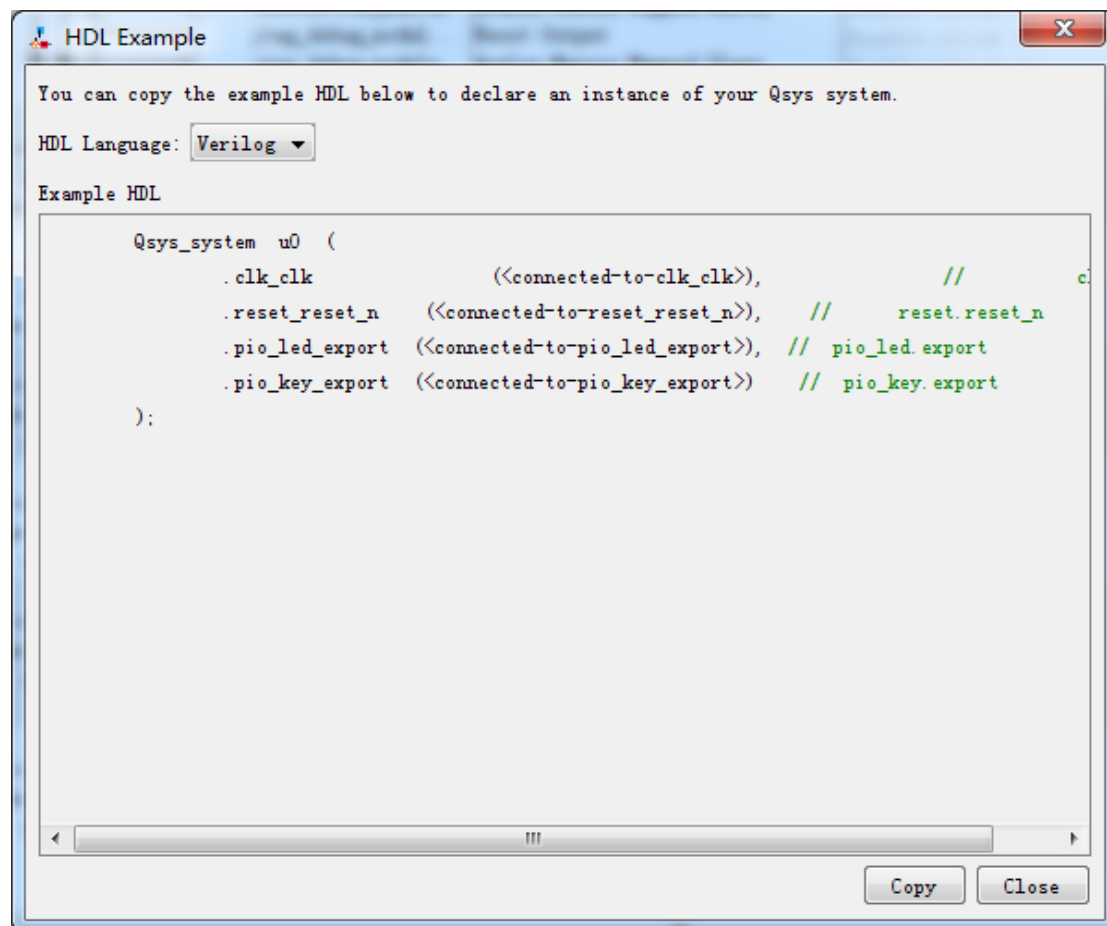 HDL Example
You can copy the example HDL below to declare an instance of your Qsys system.
HDL Language: Verilog
Example HDL
Qsys_system u0 (
.clk_clk (<connected-to-clk_clk>), //
.reset_reset_n (<connected-to-reset_reset_n>), // reset.reset_n
.pio_led_export (<connected-to-pio_led_export>), // pio_led.export
.pio_key_export (<connected-to-pio_key_export>) // pio_key.export
);
Copy Close